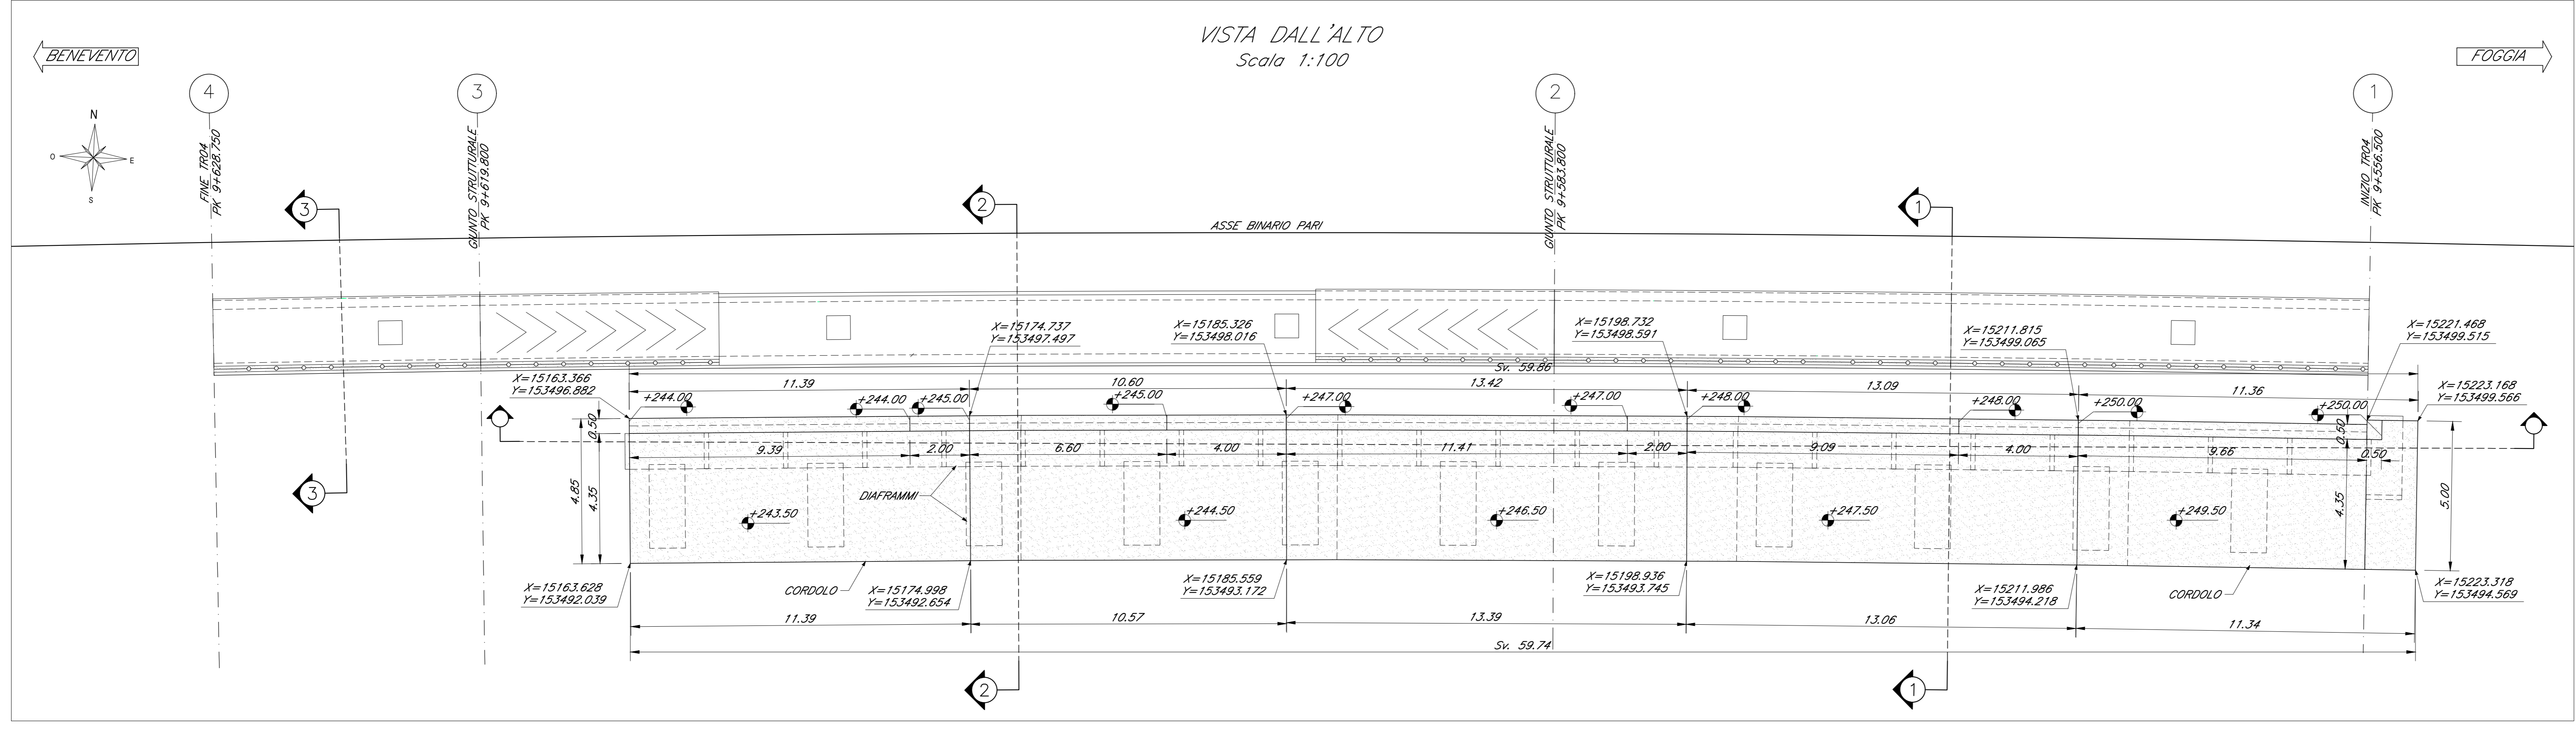 VISTA DALL'ALTO
Scala 1:100
BENEVENTO
FOGGIA
4
3
2
1
N
O
E
S
FINE TR04
PK 9+628.750
GIUNTO STRUTTURALE
PK 9+619.800
GIUNTO STRUTTURALE
PK 9+583.800
INIZIO TR04
PK 9+556.500
3
2
1
ASSE BINARIO PARI
X=15174.737
Y=153497.497
X=15185.326
Y=153498.016
X=15198.732
Y=153498.591
X=15211.815
Y=153499.065
X=15221.468
Y=153499.515
X=15163.366
Y=153496.882
X=15223.168
Y=153499.566
Sv. 59.86
11.39
10.60
13.42
13.09
11.36
+244.00
+244.00
+245.00
+245.00
+247.00
+247.00
+248.00
+248.00
+250.00
+250.00
0.50
4.85
4.35
9.39
2.00
6.60
4.00
11.41
2.00
9.09
4.00
9.66
0.50
0.50
4.35
5.00
DIAFRAMMI
+243.50
+244.50
+246.50
+247.50
+249.50
3
X=15163.628
Y=153492.039
CORDOLO
X=15174.998
Y=153492.654
X=15185.559
Y=153493.172
X=15198.936
Y=153493.745
X=15211.986
Y=153494.218
CORDOLO
X=15223.318
Y=153494.569
11.39
10.57
13.39
13.06
11.34
Sv. 59.74
2
1